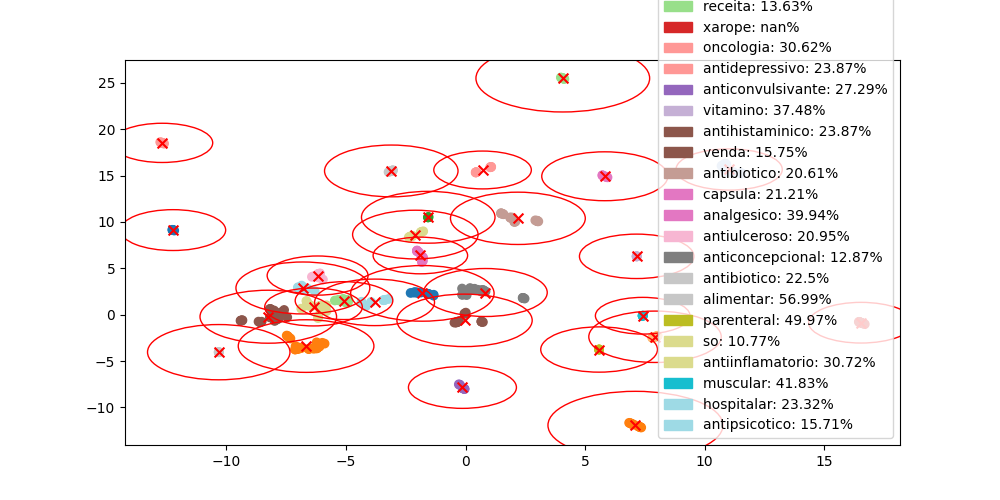 receita: 13.63%
xarope: nan%
oncologia: 30.62%
antidepressivo: 23.87%
anticonvulsivante: 27.29%
vitamino: 37.48%
antihistaminico: 23.87%
venda: 15.75%
antibiotico: 20.61%
capsula: 21.21%
analgesico: 39.94%
antiulceroso: 20.95%
anticoncepcional: 12.87%
antibiotico: 22.5%
alimentar: 56.99%
parenteral: 49.97%
so: 10.77%
antiinflamatorio: 30.72%
muscular: 41.83%
hospitalar: 23.32%
antipsicotico: 15.71%
25
20
15
10
5
0
−5
−10
−10 −5 0 5 10 15